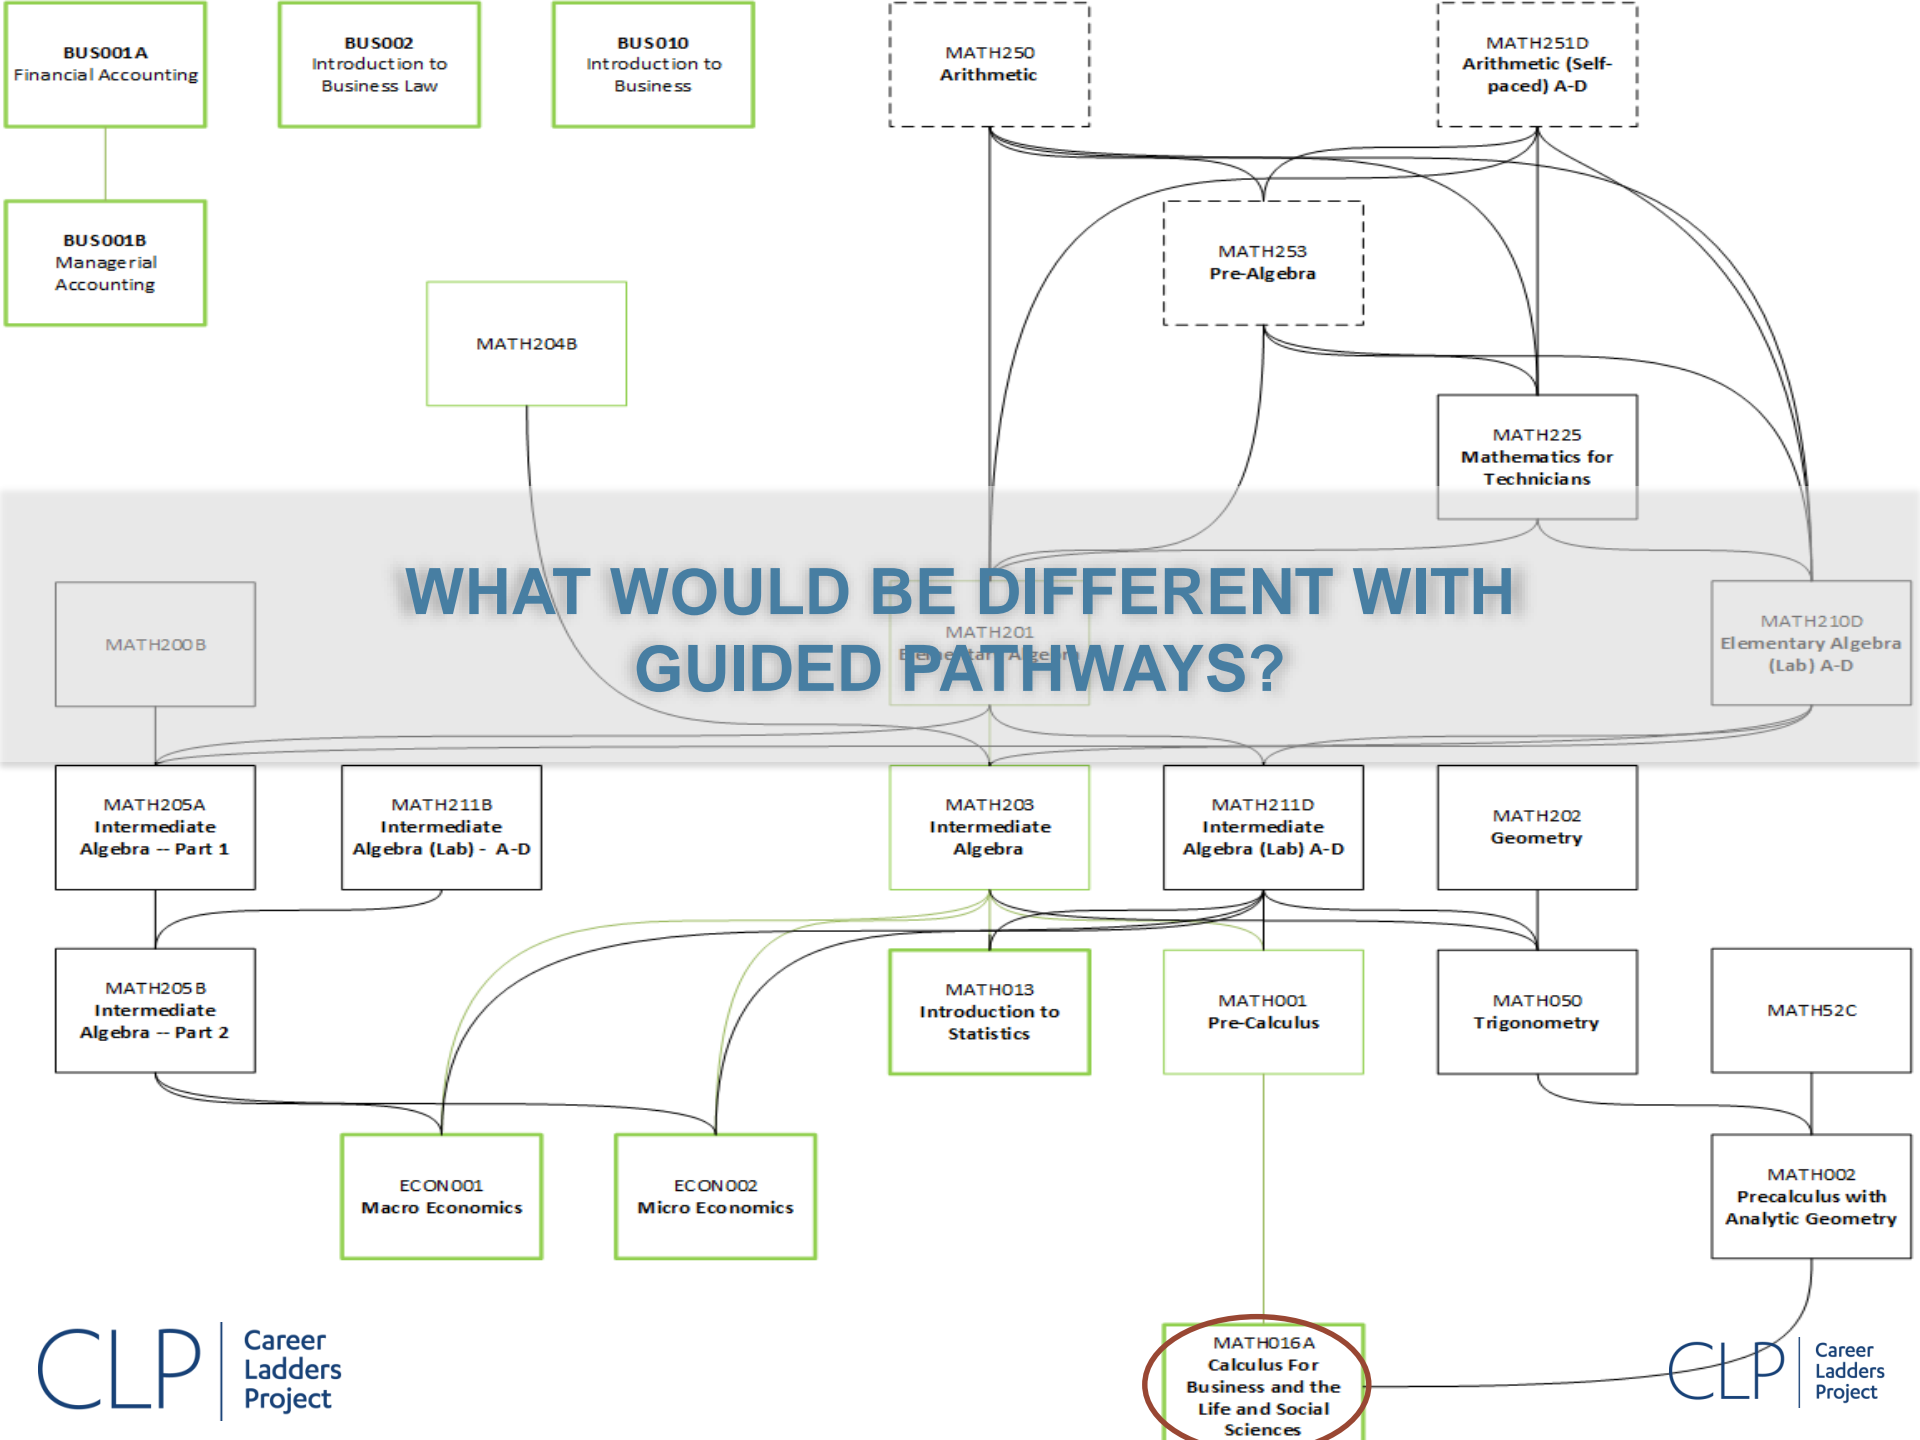 BUS001A
Financial Accounting
BUS002
Introduction to
Business Law
BUS010
Introduction to
Business
MATH250
Arithmetic
MATH251D
Arithmetic (Self-
paced) A-D
BUS001B
Managerial
Accounting
MATH253
Pre-Algebra
MATH204B
MATH225
Mathematics for
Technicians
WHAT WOULD BE DIFFERENT WITH
GUIDED PATHWAYS?
MATH200B
MATH201
Elementary Algebra
MATH210D
Elementary Algebra
(Lab) A-D
MATH205A
Intermediate
Algebra -- Part 1
MATH211B
Intermediate
Algebra (Lab) - A-D
MATH203
Intermediate
Algebra
MATH211D
Intermediate
Algebra (Lab) A-D
MATH202
Geometry
MATH205B
Intermediate
Algebra -- Part 2
MATH013
Introduction to
Statistics
MATH001
Pre-Calculus
MATH050
Trigonometry
MATH52C
ECON001
Macro Economics
ECON002
Micro Economics
MATH002
Precalculus with
Analytic Geometry
MATH016A
Calculus For
Business and the
Life and Social
Sciences
CLP
Career
Ladders
Project
CLP
Career
Ladders
Project